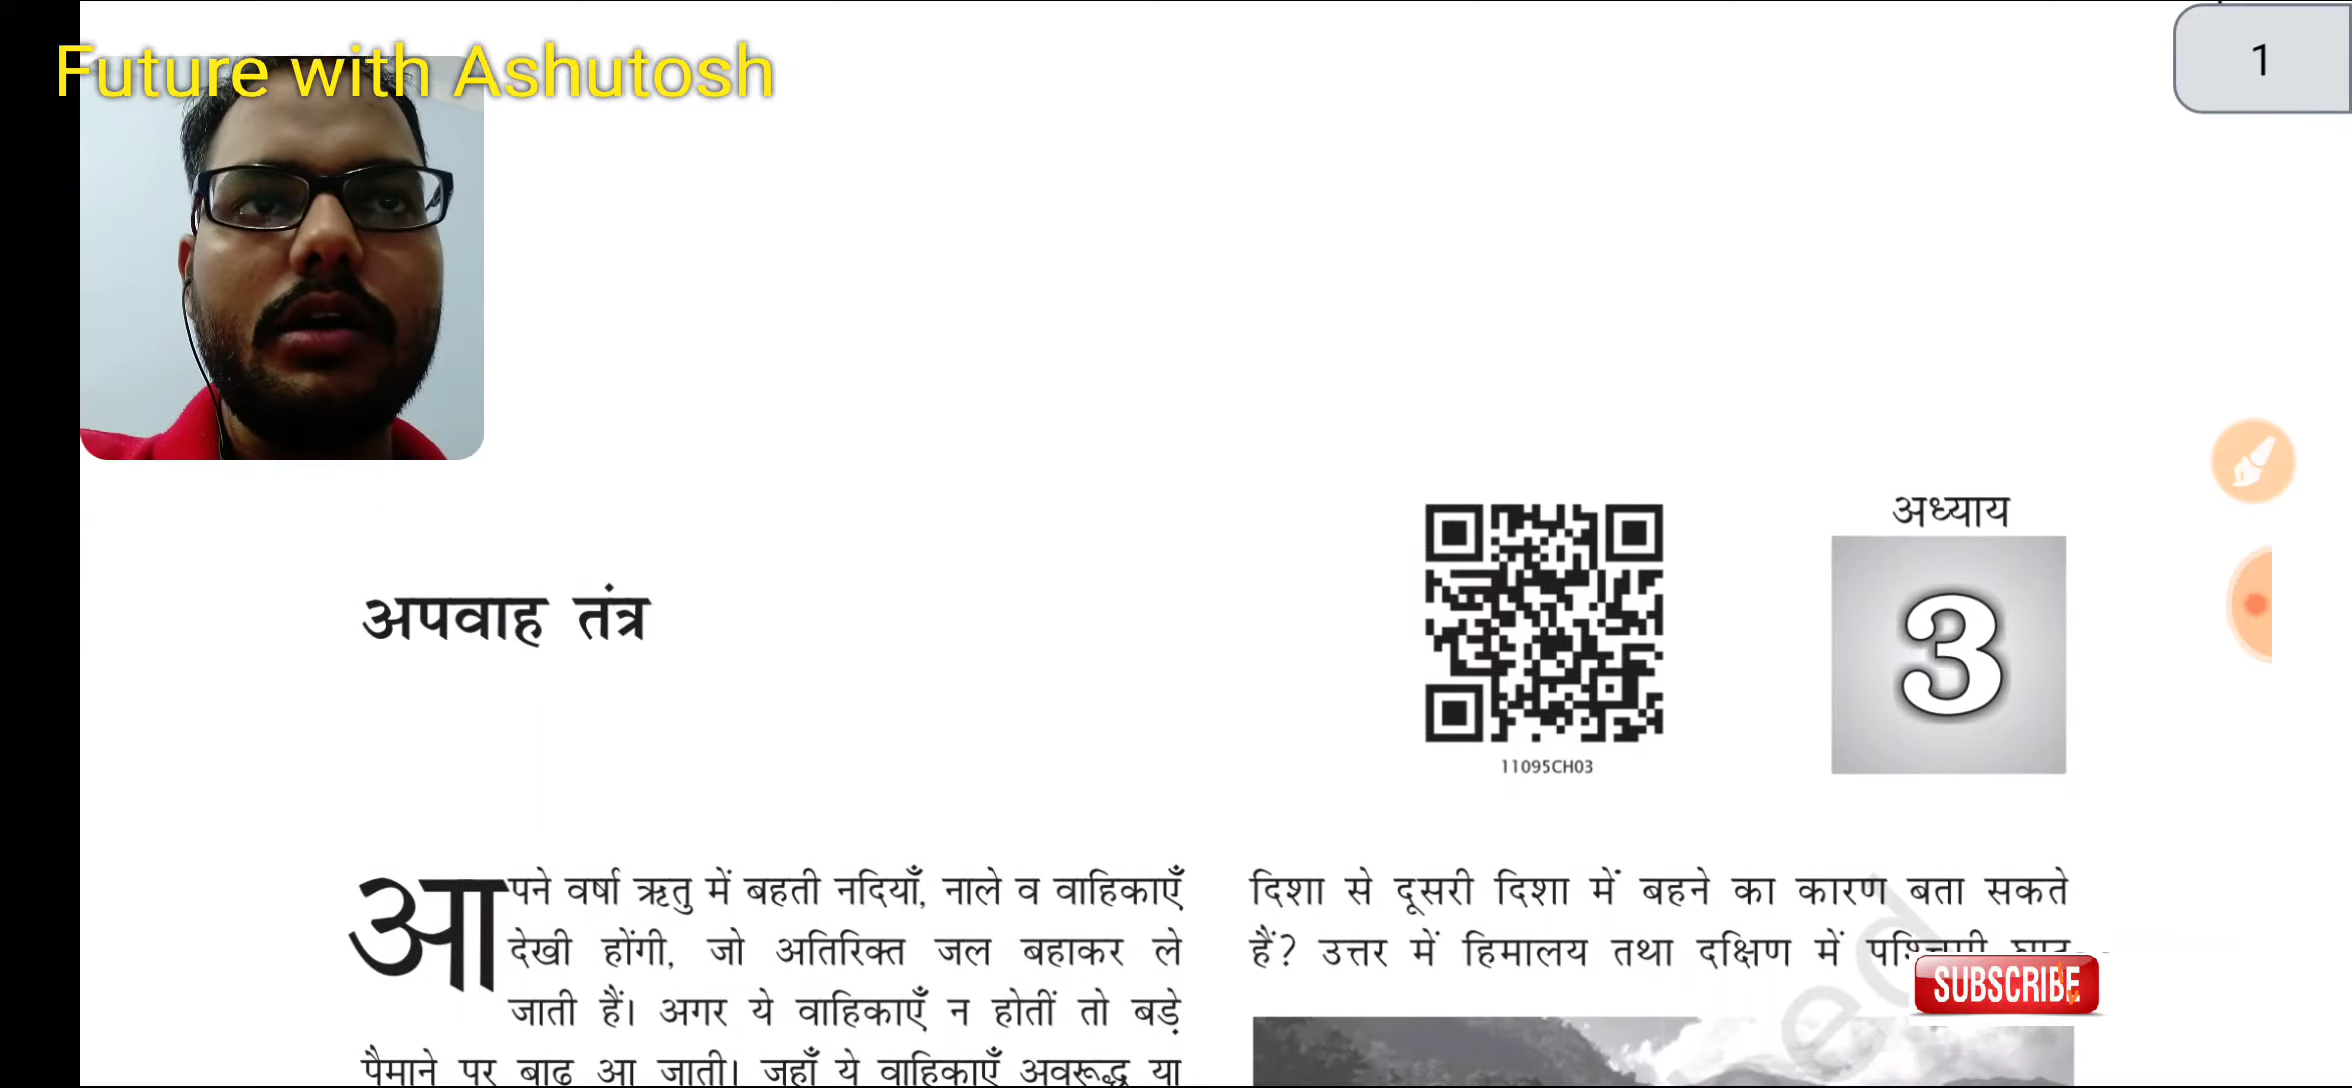 Future with Ashutosh
1
अध्याय
3
अपवाह तंत्र
11095CH03
आपने वर्षा ऋतु में बहती नदियाँ, नाले व वाहिकाएँ
देखी होंगी, जो अतिरिक्त जल बहाकर ले
जाती हैं। अगर ये वाहिकाएँ न होतीं तो बड़े
पैमाने पर बाढ़ आ जाती। जहाँ ये वाहिकाएँ अवरूद्ध या
दिशा से दूसरी दिशा में बहने का कारण बता सकते
हैं? उत्तर में हिमालय तथा दक्षिण में
SUBSCRIBE
ed